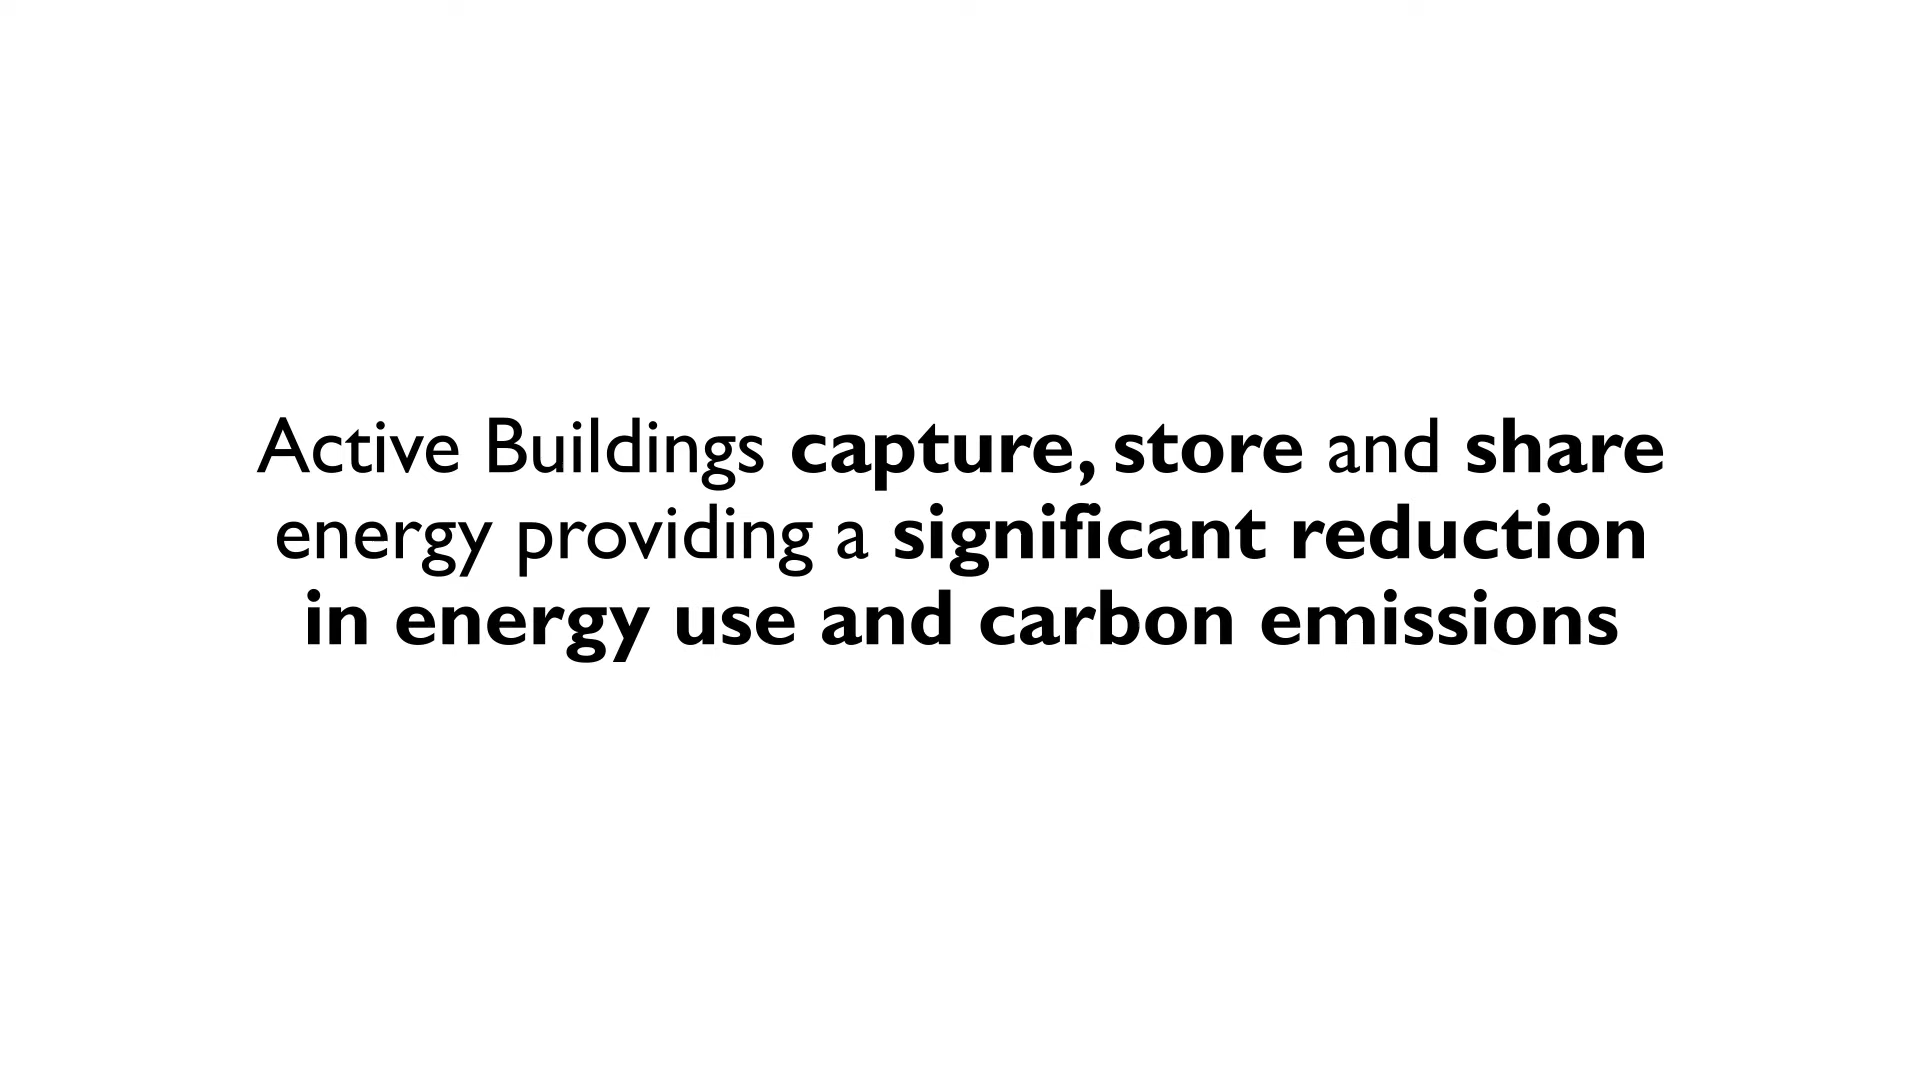 Active Buildings capture, store and share
energy providing a significant reduction
in energy use and carbon emissions